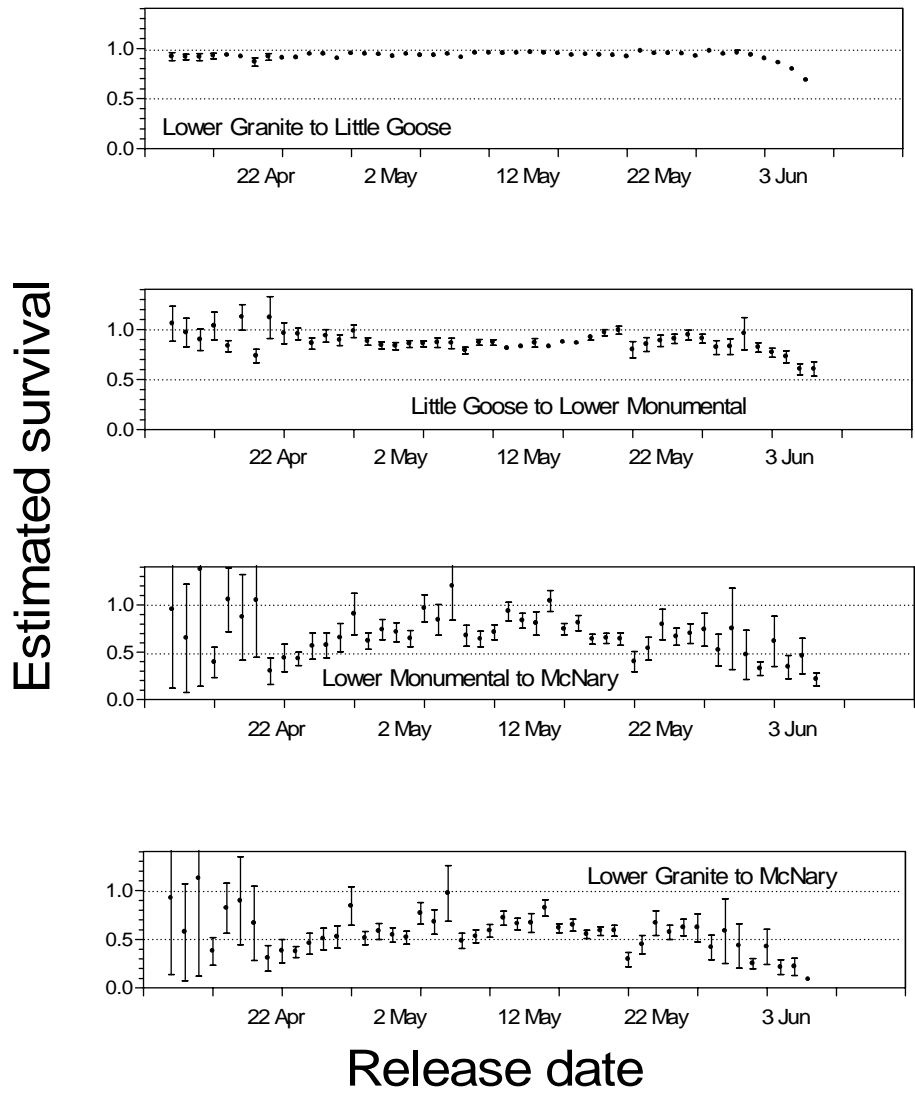 Estimated survival
1.0
0.5
0.0
Lower Granite to Little Goose
22 Apr 2 May 12 May 22 May 3 Jun
1.0
0.5
0.0
Little Goose to Lower Monumental
22 Apr 2 May 12 May 22 May 3 Jun
1.0
0.5
0.0
Lower Monumental to McNary
22 Apr 2 May 12 May 22 May 3 Jun
Lower Granite to McNary
1.0
0.5
0.0
22 Apr 2 May 12 May 22 May 3 Jun
Release date